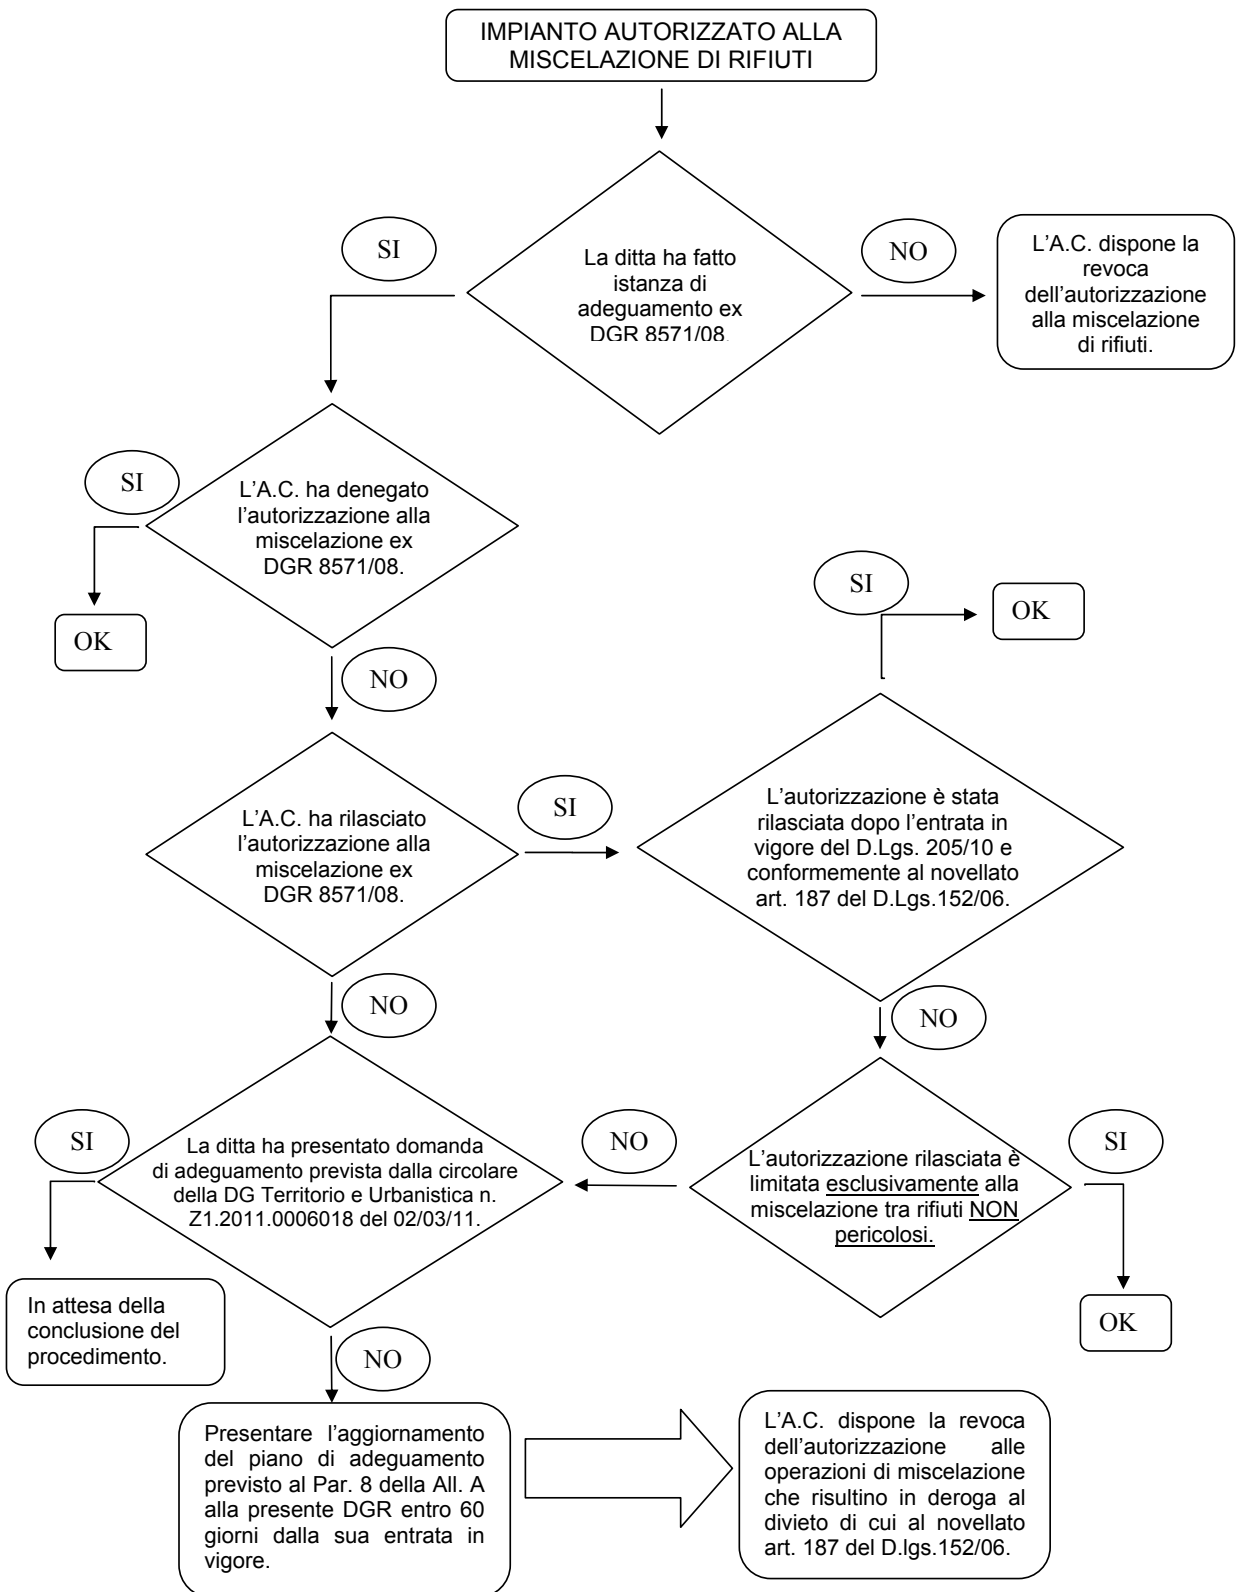 IMPIANTO AUTORIZZATO ALLA
MISCELAZIONE DI RIFIUTI
SI
La ditta ha fatto
istanza di
adeguamento ex
DGR 8571/08.
NO
L'A.C. dispone la
revoca
dell'autorizzazione
alla miscelazione
di rifiuti.
SI
L'A.C. ha denegato
l'autorizzazione alla
miscelazione ex
DGR 8571/08.
OK
NO
SI
OK
L'A.C. ha rilasciato
l'autorizzazione alla
miscelazione ex
DGR 8571/08.
SI
L'autorizzazione è stata
rilasciata dopo l'entrata in
vigore del D.Lgs. 205/10 e
conformemente al novellato
art. 187 del D.Lgs.152/06.
NO
NO
SI
La ditta ha presentato domanda
di adeguamento prevista dalla circolare
della DG Territorio e Urbanistica n.
Z1.2011.0006018 del 02/03/11.
NO
L'autorizzazione rilasciata è
limitata esclusivamente alla
miscelazione tra rifiuti NON
pericolosi.
SI
In attesa della
conclusione del
procedimento.
OK
NO
Presentare l'aggiornamento
del piano di adeguamento
previsto al Par. 8 della All. A
alla presente DGR entro 60
giorni dalla sua entrata in
vigore.
L'A.C. dispone la revoca
dell'autorizzazione alle
operazioni di miscelazione
che risultino in deroga al
divieto di cui al novellato
art. 187 del D.lgs.152/06.